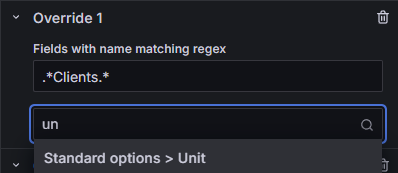 Override 1
Fields with name matching regex
.*Clients.*
un
Standard options > Unit